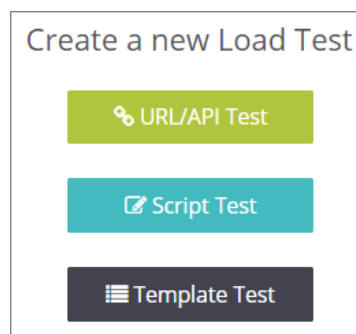 Create a new Load Test
URL/API Test
Script Test
Template Test